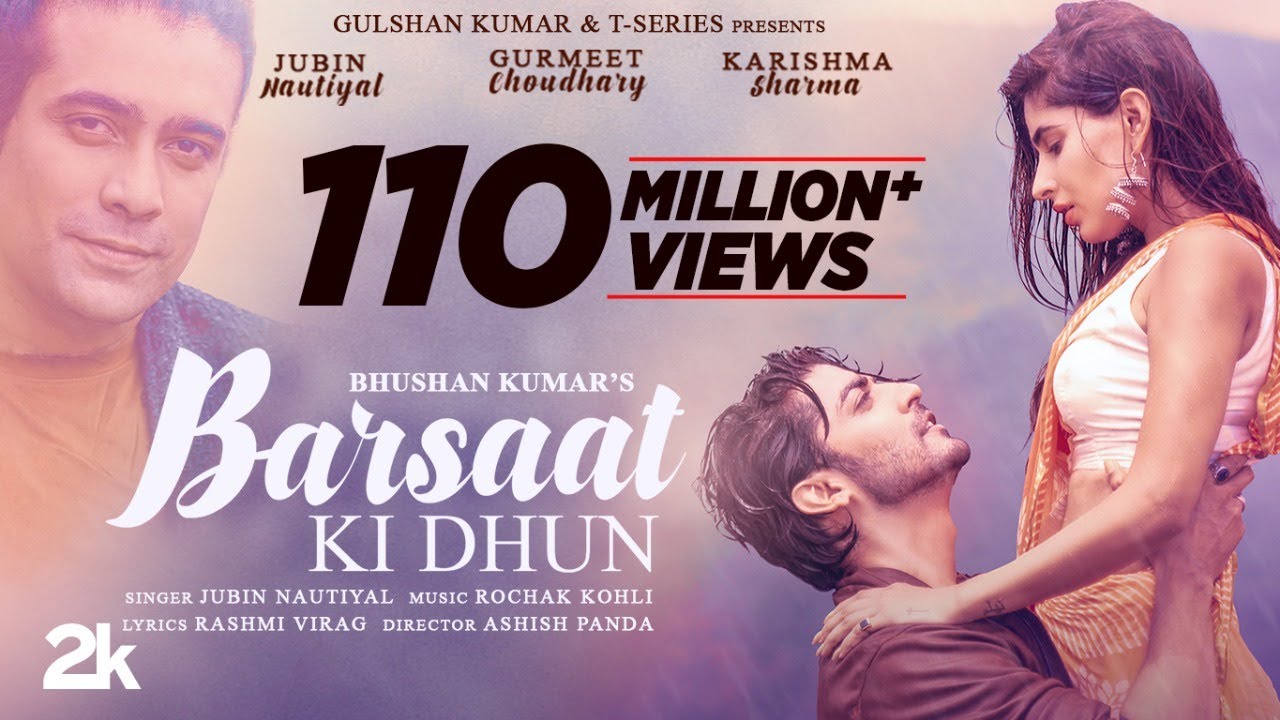 GULSHAN KUMAR & T-SERIES PRESENTS
JUBIN Nautiyal
GURMEET Choudhary
KARISHMA Sharma
110 MILLION+ VIEWS
BHUSHAN KUMAR'S
Barsaat
KI DHUN
SINGER JUBIN NAUTIYAL MUSIC ROCHAK KOHLI
LYRICS RASHMI VIRAG DIRECTOR ASHISH PANDA
2k